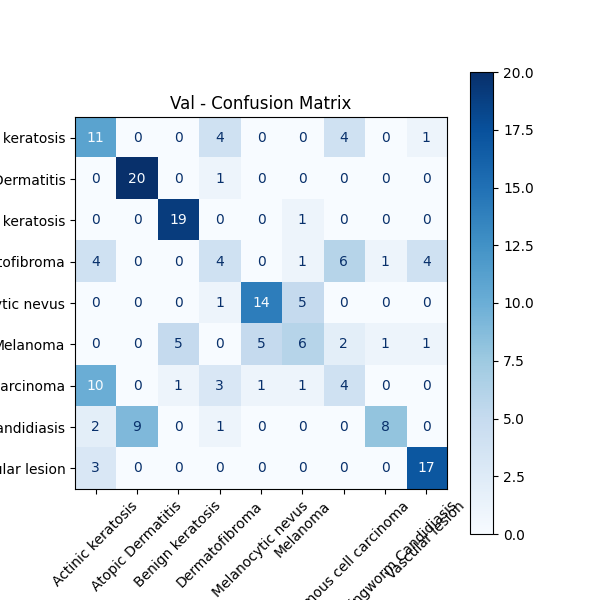 Val - Confusion Matrix
keratosis 11 0 0 4 0 0 4 0 1
Dermatitis 0 20 0 1 0 0 0 0 0
keratosis 0 0 19 0 0 1 0 0 0
tofibroma 4 0 0 4 0 1 6 1 4
ytic nevus 0 0 0 1 14 5 0 0 0
Melanoma 0 0 5 0 5 6 2 1 1
arcinoma 10 0 1 3 1 1 4 0 0
andidiasis 2 9 0 1 0 0 0 8 0
ular lesion 3 0 0 0 0 0 0 0 17
Actinic keratosis
Atopic Dermatitis
Benign keratosis
Dermatofibroma
Melanocytic nevus
Melanoma
mous cell carcinoma
ngworm Candidiasis
Vascular lesion
20.0
17.5
15.0
12.5
10.0
7.5
5.0
2.5
0.0